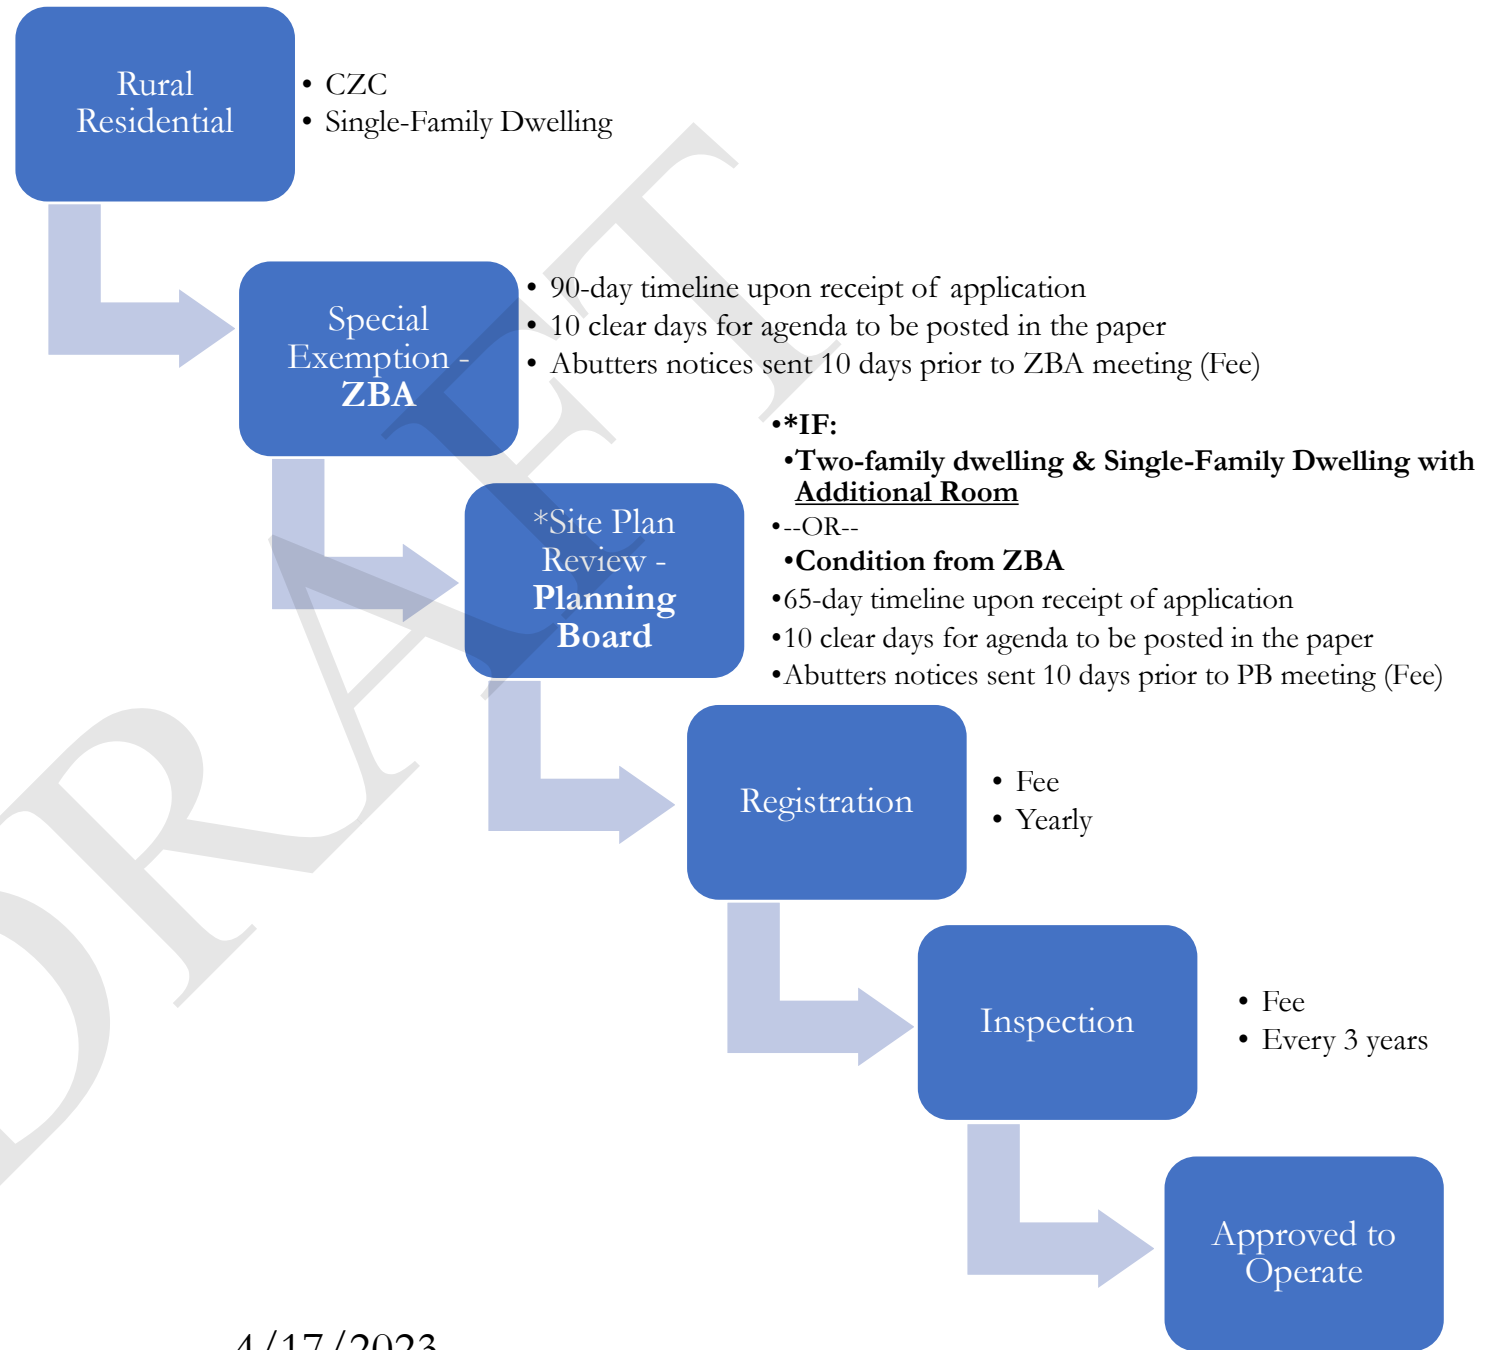 Rural
Residential
• CZC
• Single-Family Dwelling
Special
Exemption -
ZBA
• 90-day timeline upon receipt of application
• 10 clear days for agenda to be posted in the paper
• Abutters notices sent 10 days prior to ZBA meeting (Fee)
*Site Plan
Review -
Planning
Board
•*IF:
•Two-family dwelling & Single-Family Dwelling with
Additional Room
•--OR--
•Condition from ZBA
•65-day timeline upon receipt of application
•10 clear days for agenda to be posted in the paper
•Abutters notices sent 10 days prior to PB meeting (Fee)
Registration
• Fee
• Yearly
Inspection
• Fee
• Every 3 years
Approved to
Operate
4/17/2023
DRAFT